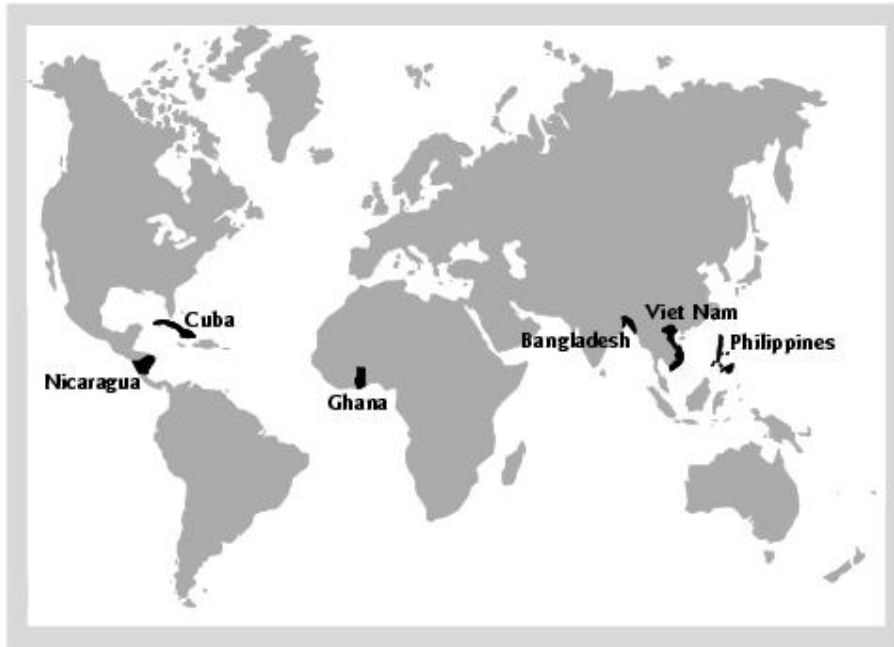 Cuba
Viet Nam
Bangladesh
Philippines
Nicaragua
Ghana